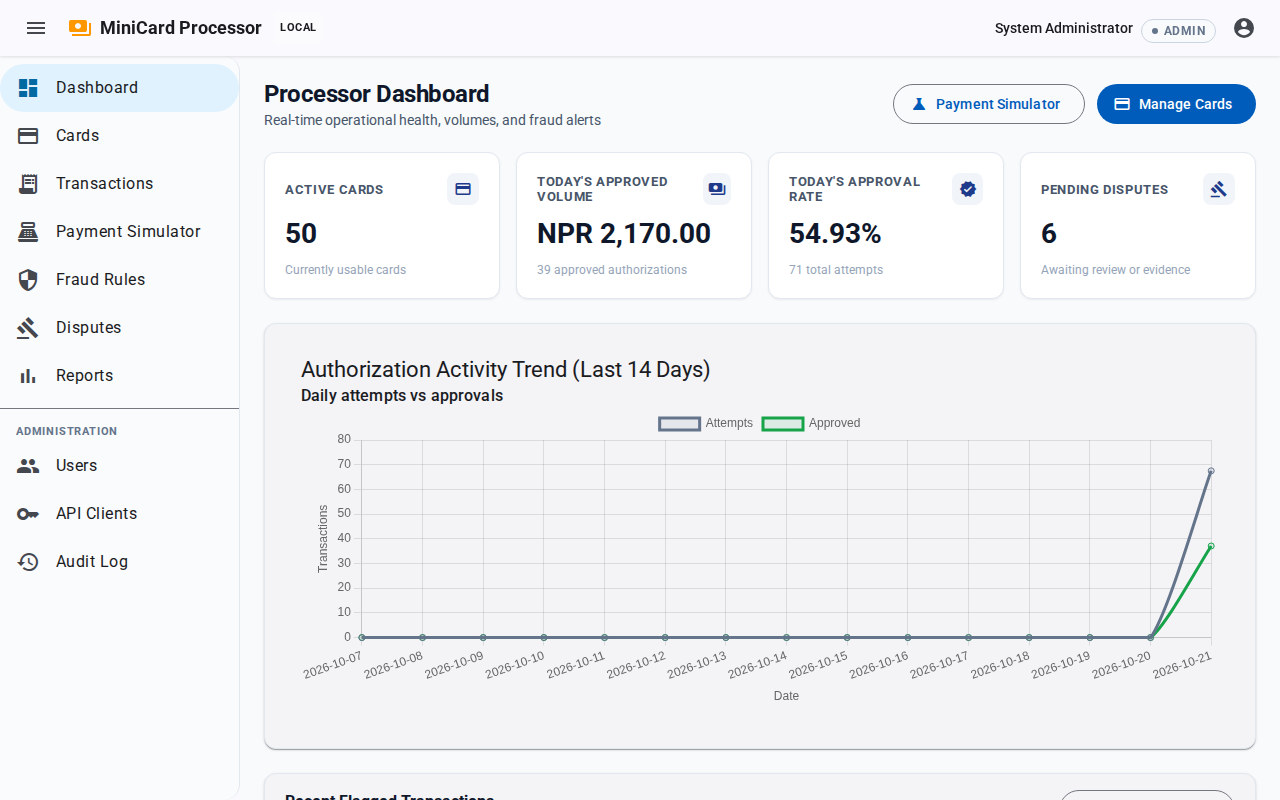 MiniCard Processor
LOCAL
System Administrator
ADMIN
Dashboard
Cards
Transactions
Payment Simulator
Fraud Rules
Disputes
Reports
ADMINISTRATION
Users
API Clients
Audit Log
Processor Dashboard
Real-time operational health, volumes, and fraud alerts
Payment Simulator
Manage Cards
ACTIVE CARDS
50
Currently usable cards
TODAY'S APPROVED
VOLUME
NPR 2,170.00
39 approved authorizations
TODAY'S APPROVAL
RATE
54.93%
71 total attempts
PENDING DISPUTES
6
Awaiting review or evidence
Authorization Activity Trend (Last 14 Days)
Daily attempts vs approvals
Attempts
Approved
80
70
60
50
40
30
20
10
0
Transactions
2026-10-07
2026-10-08
2026-10-09
2026-10-10
2026-10-11
2026-10-12
2026-10-13
2026-10-14
2026-10-15
2026-10-16
2026-10-17
2026-10-18
2026-10-19
2026-10-20
2026-10-21
Date
Recent Flagged Transactions